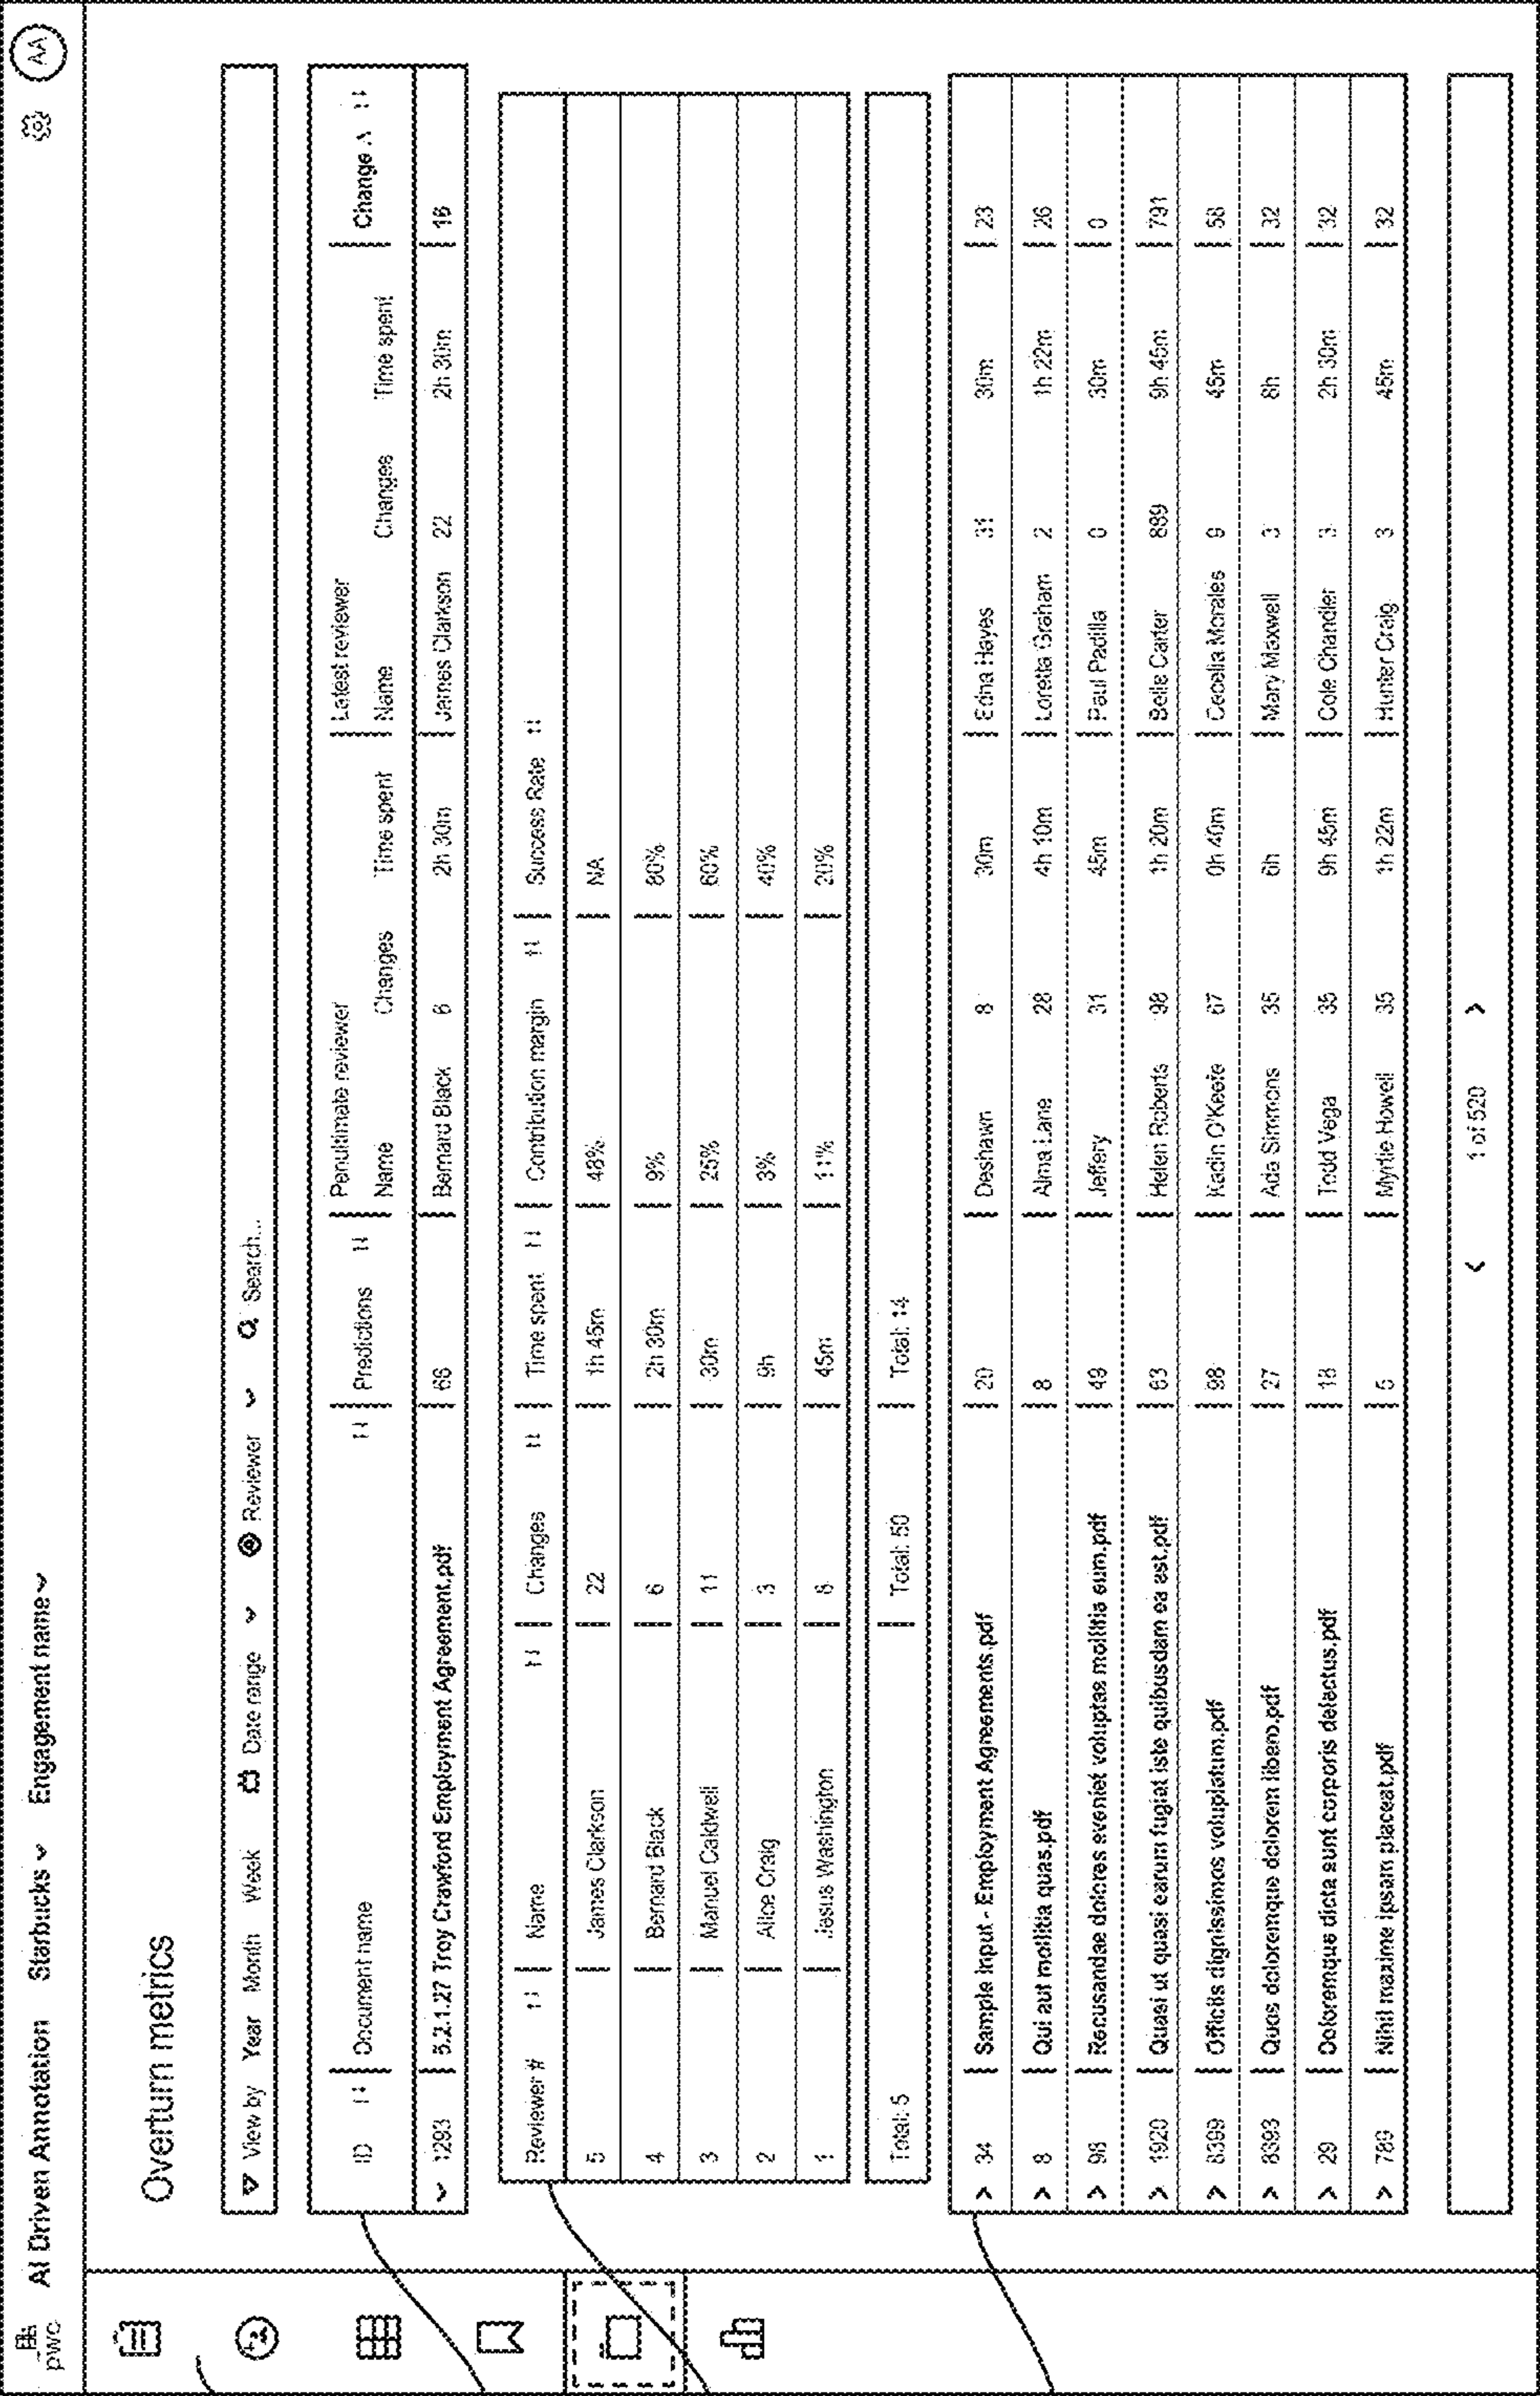 pwc AI Driven Annotation Starbucks Engagement name AA
Overturn metrics
View by Year Month Week Date range Reviewer Search...
ID Document name Predictions Penultimate reviewer Latest reviewer Change Λ
Name Changes Time spent Name Changes Time spent
1293 5.2.1.27 Troy Crawford Employment Agreement.pdf 66 Bernard Black 6 2h 30m James Clarkson 22 2h 30m 16
Reviewer # Name Changes Time spent Contribution margin Success Rate
5 James Clarkson 22 1h 45m 48% NA
4 Bernard Black 6 2h 30m 9% 80%
3 Manuel Caldwell 11 30m 25% 60%
2 Alice Craig 3 9h 3% 40%
1 Jesus Washington 8 45m 11% 20%
Total: 5 Total: 50 Total: 14
34 Sample Input - Employment Agreements.pdf 20 Deshawn 8 30m Edna Hayes 31 30m 23
8 Qui aut mollitia quas.pdf 8 Alma Lane 28 4h 10m Loretta Graham 2 1h 22m 26
98 Recusandae dolores eveniet voluptas mollitia eum.pdf 49 Jeffery 31 45m Paul Padilla 0 30m 0
1920 Quasi ut quasi earum fugiat iste quibusdam ea est.pdf 63 Helen Roberts 98 1h 20m Belle Carter 889 9h 45m 791
8399 Officiis dignissimos voluptatum.pdf 98 Kadin O'Keefe 67 0h 40m Cecelia Morales 9 45m 58
8393 Quos doloremque dolorem libero.pdf 27 Ada Simmons 35 6h Mary Maxwell 3 8h 32
29 Doloremque dicta sunt corporis delectus.pdf 18 Todd Vega 35 9h 45m Cole Chandler 3 2h 30m 32
789 Nihil maxime ipsam placeat.pdf 5 Myrtle Howell 35 1h 22m Hunter Craig 3 45m 32
< 1 of 520 >